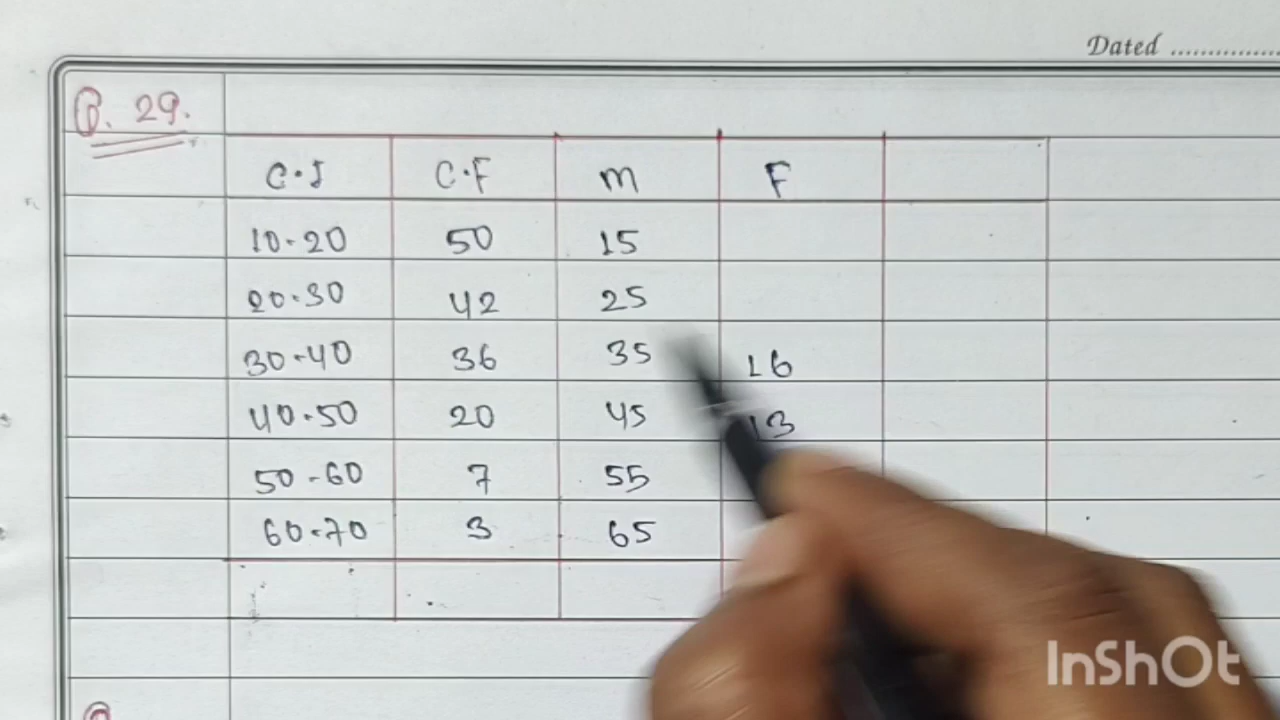 Dated ..............
Q. 29.
C.I C.F M F
10-20 50 15
20-30 42 25
30-40 36 35 16
40-50 20 45 13
50-60 7 55
60-70 3 65
InShOt